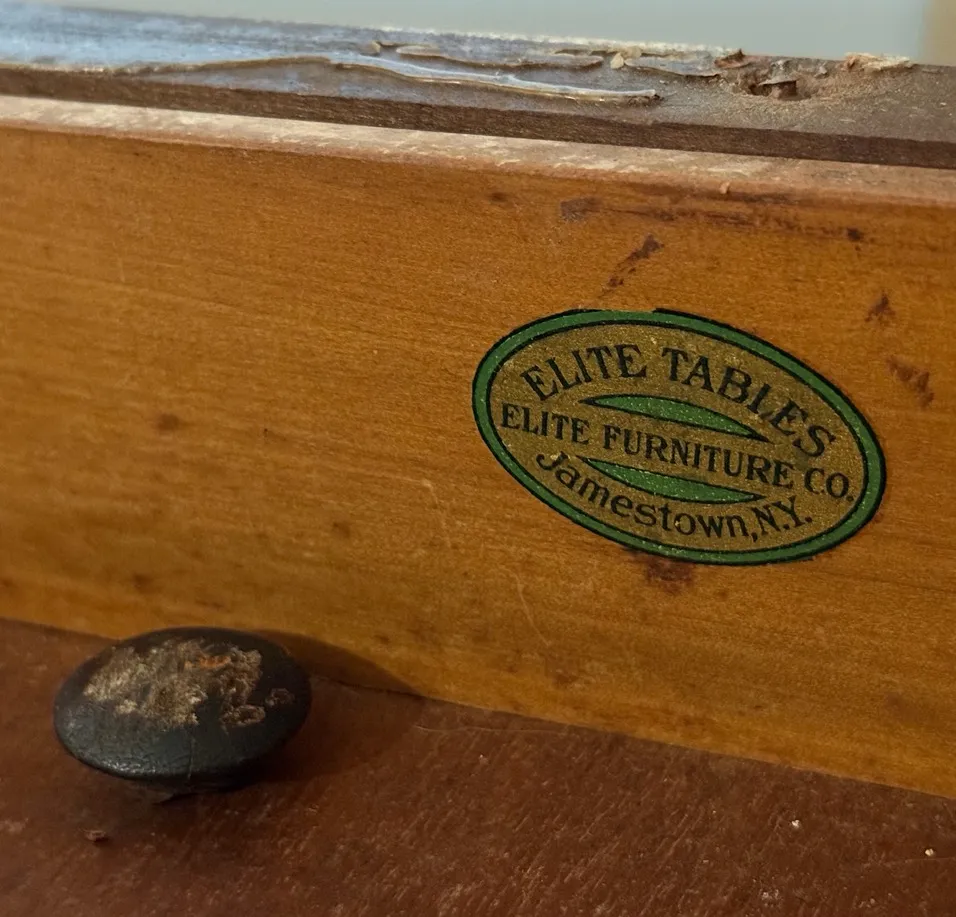 ELITE TABLES
ELITE FURNITURE CO.
Jamestown, N.Y.